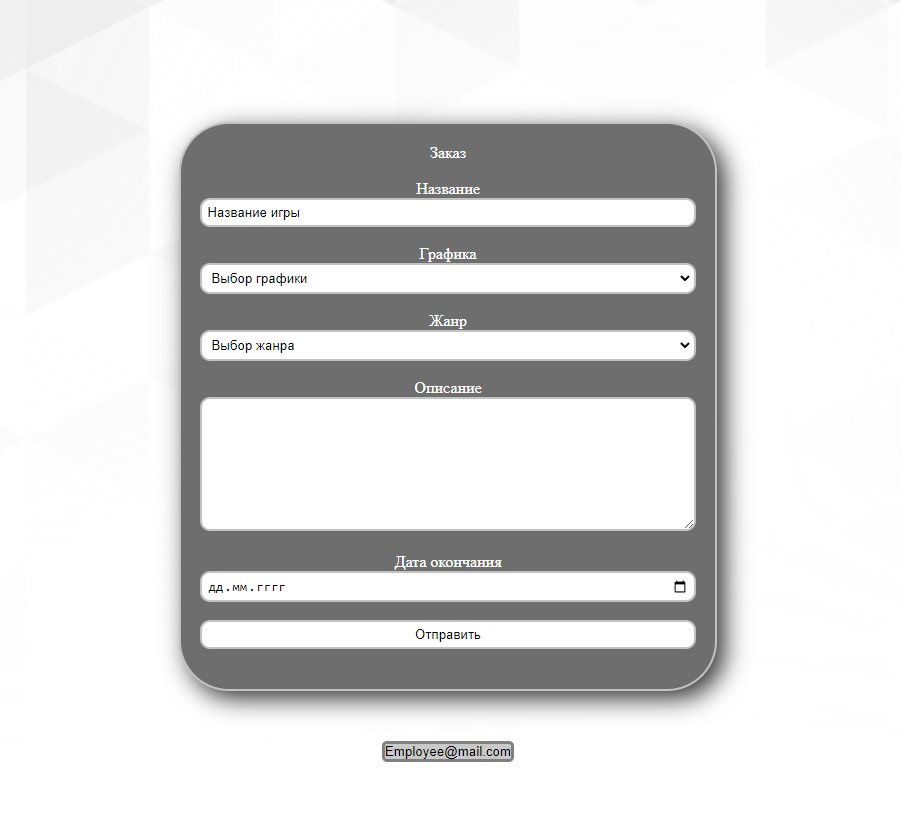 Заказ
Название
Название игры
Графика
Выбор графики
Жанр
Выбор жанра
Описание
Дата окончания
дд.мм.гггг
Отправить
Employee@mail.com